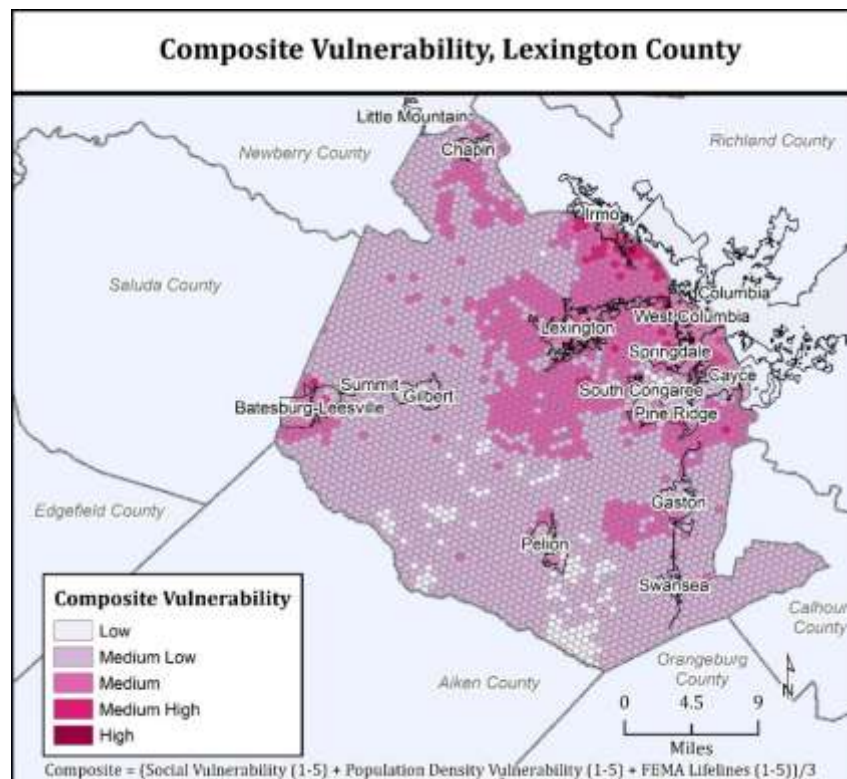 Composite Vulnerability, Lexington County
Little Mountain
Newberry County
Chapin
Richland County
Irmo
Saluda County
Columbia
West Columbia
Lexington
Springdale
Cayce
Summit
Gilbert
South Congaree
Batesburg-Leesville
Pine Ridge
Edgefield County
Gaston
Pelion
Swansea
Calhoun
County
Orangeburg
County
Aiken County
Composite Vulnerability
Low
Medium Low
Medium
Medium High
High
N
0 4.5 9
Miles
Composite = (Social Vulnerability (1-5) + Population Density Vulnerability (1-5) + FEMA Lifelines (1-5))/3